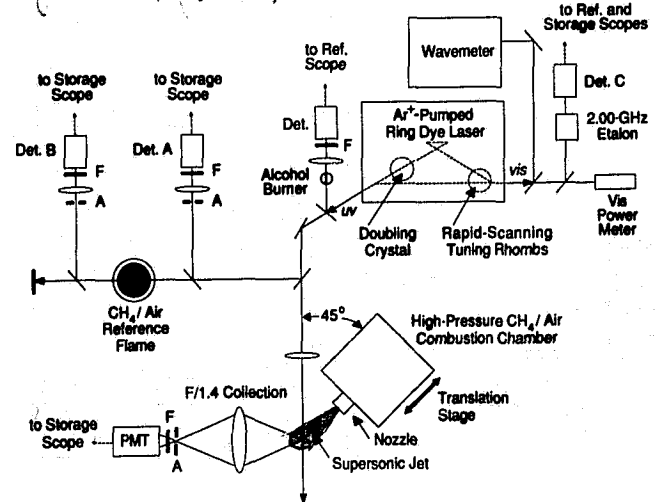 to Ref. and
Storage Scopes
to Ref.
Scope
Wavemeter
Det. C
to Storage
Scope
to Storage
Scope
Ar+-Pumped
Ring Dye Laser
2.00-GHz
Etalon
Det.
F
Det. B
Det. A
F
F
Alcohol
Burner
vis
A
A
uv
Doubling
Crystal
Rapid-Scanning
Tuning Rhombs
Vis
Power
Meter
CH4 / Air
Reference
Flame
45°
High-Pressure CH4 / Air
Combustion Chamber
F/1.4 Collection
Translation
Stage
to Storage
Scope
F
PMT
A
Nozzle
Supersonic Jet